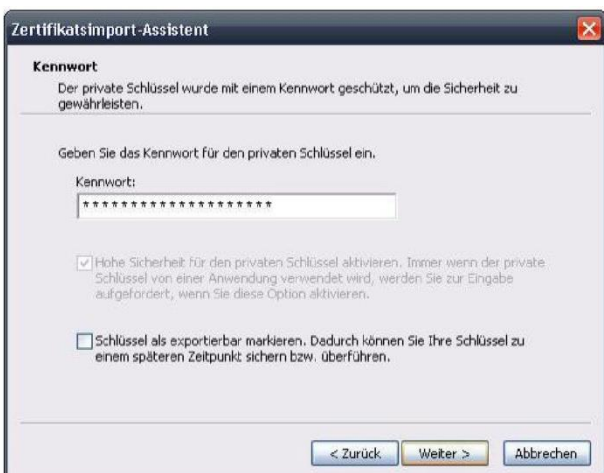 Zertifikatsimport-Assistent
Kennwort
Der private Schlüssel wurde mit einem Kennwort geschützt, um die Sicherheit zu
gewährleisten.
Geben Sie das Kennwort für den privaten Schlüssel ein.
Kennwort:
********************
Hohe Sicherheit für den privaten Schlüssel aktivieren. Immer wenn der private
Schlüssel von einer Anwendung verwendet wird, werden Sie zur Eingabe
aufgefordert, wenn Sie diese Option aktivieren.
Schlüssel als exportierbar markieren. Dadurch können Sie Ihre Schlüssel zu
einem späteren Zeitpunkt sichern bzw. überführen.
< Zurück Weiter > Abbrechen